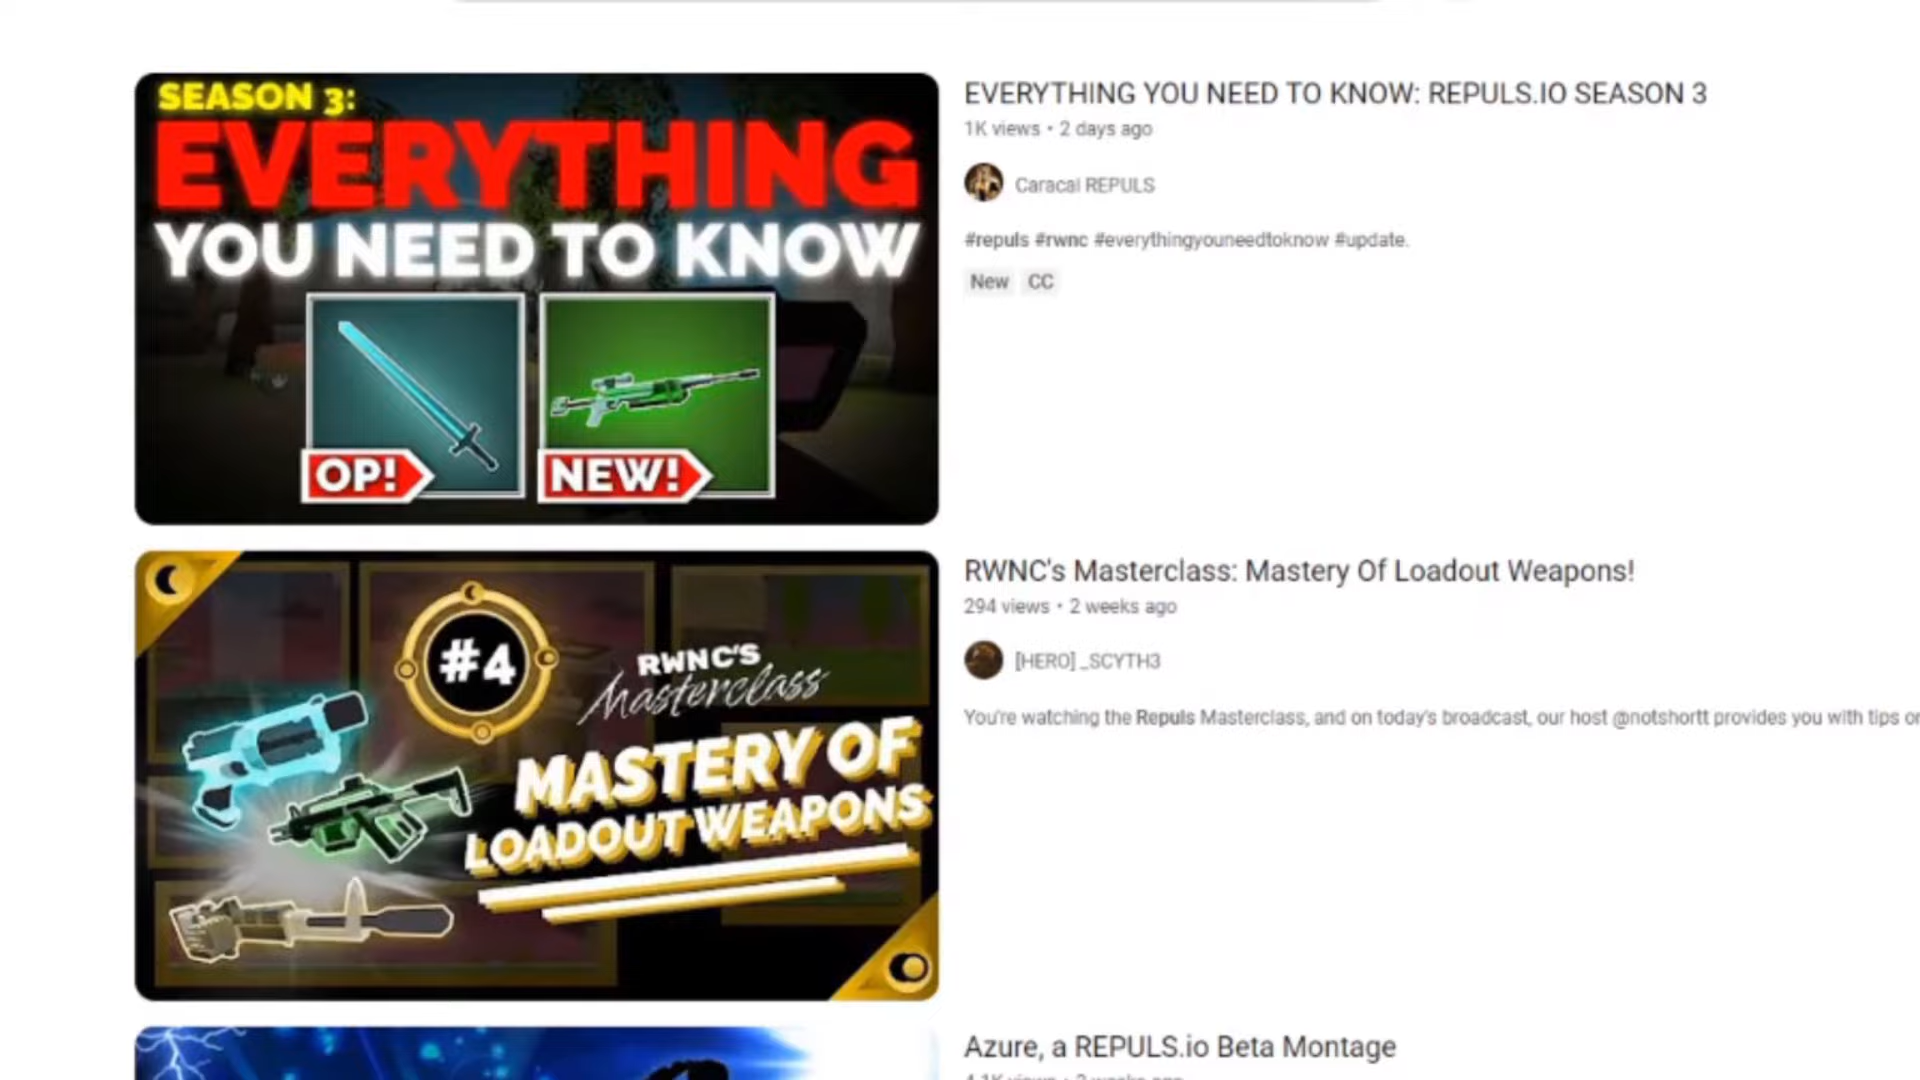 SEASON 3:
EVERYTHING
YOU NEED TO KNOW
OP!
NEW!
EVERYTHING YOU NEED TO KNOW: REPULS.IO SEASON 3
1K views • 2 days ago
Caracal REPULS
#repuls #rwnc #everythingyouneedtoknow #update.
New CC
#4
RWNC'S
Masterclass
MASTERY OF
LOADOUT WEAPONS
RWNC's Masterclass: Mastery Of Loadout Weapons!
294 views • 2 weeks ago
[HERO]_SCYTH3
You're watching the Repuls Masterclass, and on today's broadcast, our host @notshortt provides you with tips
Azure, a REPULS.io Beta Montage